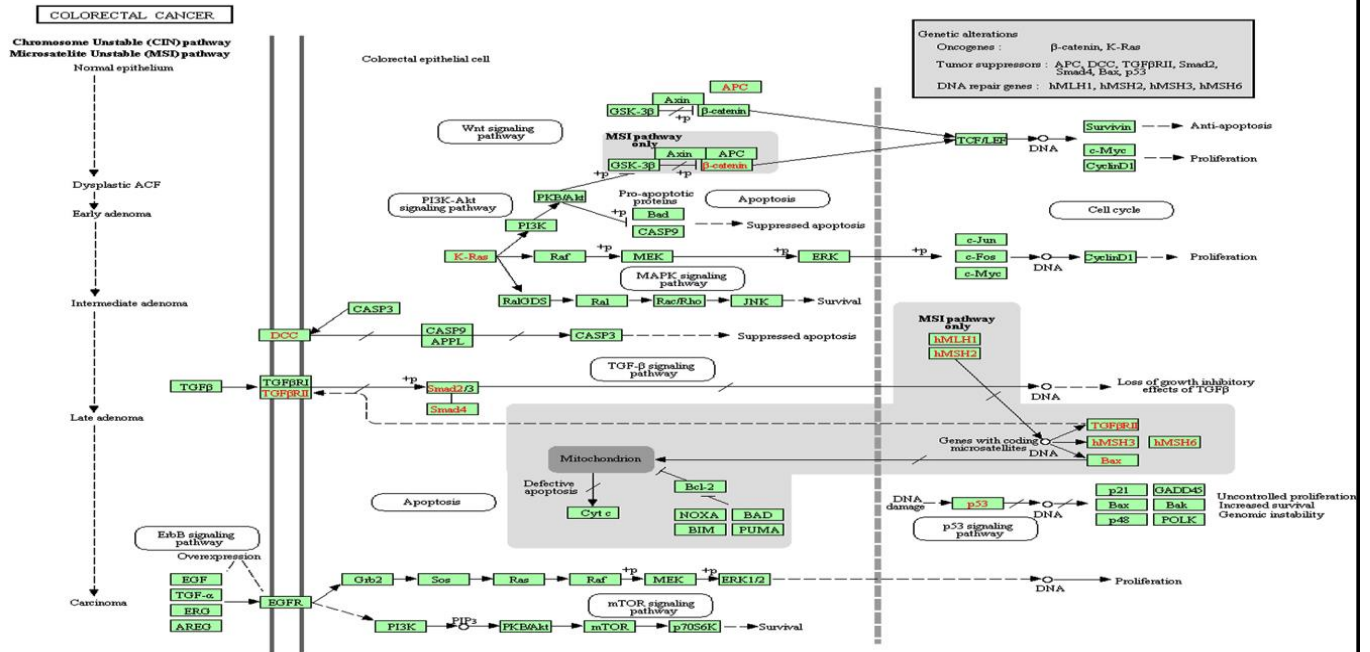 COLORECTAL CANCER
Chromosome Unstable (CIN) pathway
Microsatelite Unstable (MSI) pathway
Normal epithelium
Dysplastic ACF
Early adenoma
Intermediate adenoma
Late adenoma
Carcinoma
Colorectal epithelial cell
Genetic alterations
Oncogenes : β-catenin, K-Ras
Tumor suppressors : APC, DCC, TGFβRII, Smad2,
Smad4, Bax, p53
DNA repair genes : hMLH1, hMSH2, hMSH3, hMSH6
APC
Axin
GSK-3β
+p
β-catenin
Wnt signaling
pathway
MSI pathway
only
Axin
APC
GSK-3β
+p
β-catenin
TCF/LEF
DNA
Survivin
Anti-apoptosis
c-Myc
CyclinD1
Proliferation
+p
PKB/Akt
PI3K-Akt
signaling pathway
PI3K
Pro-apoptotic
proteins
+p
Bad
CASP9
Apoptosis
Suppressed apoptosis
Cell cycle
K-Ras
Raf
+p
MEK
+p
ERK
+p
c-Jun
c-Fos
c-Myc
DNA
CyclinD1
Proliferation
MAPK signaling
pathway
RalGDS
Ral
Rac/Rho
JNK
Survival
CASP3
DCC
CASP9
APPL
CASP3
Suppressed apoptosis
MSI pathway
only
hMLH1
hMSH2
TGF-β signaling
pathway
TGFβ
TGFβRI
TGFβRII
+p
Smad2/3
Smad4
DNA
Loss of growth inhibitory
effects of TGFβ
Genes with coding
microsatellites
DNA
TGFβRII
hMSH3
hMSH6
Bax
Mitochondrion
Defective
apoptosis
Cyt c
Bcl-2
NOXA
BAD
BIM
PUMA
Apoptosis
DNA
damage
p53
DNA
p21
GADD45
Bax
Bak
p48
POLK
Uncontrolled proliferation
Increased survival
Genomic instability
p53 signaling
pathway
ErbB signaling
pathway
Overexpression
EGF
TGF-α
ERG
AREG
EGFR
Grb2
Sos
Ras
Raf
+p
MEK
+p
ERK1/2
DNA
Proliferation
mTOR signaling
pathway
PI3K
PIP3
PKB/Akt
mTOR
p70S6K
Survival